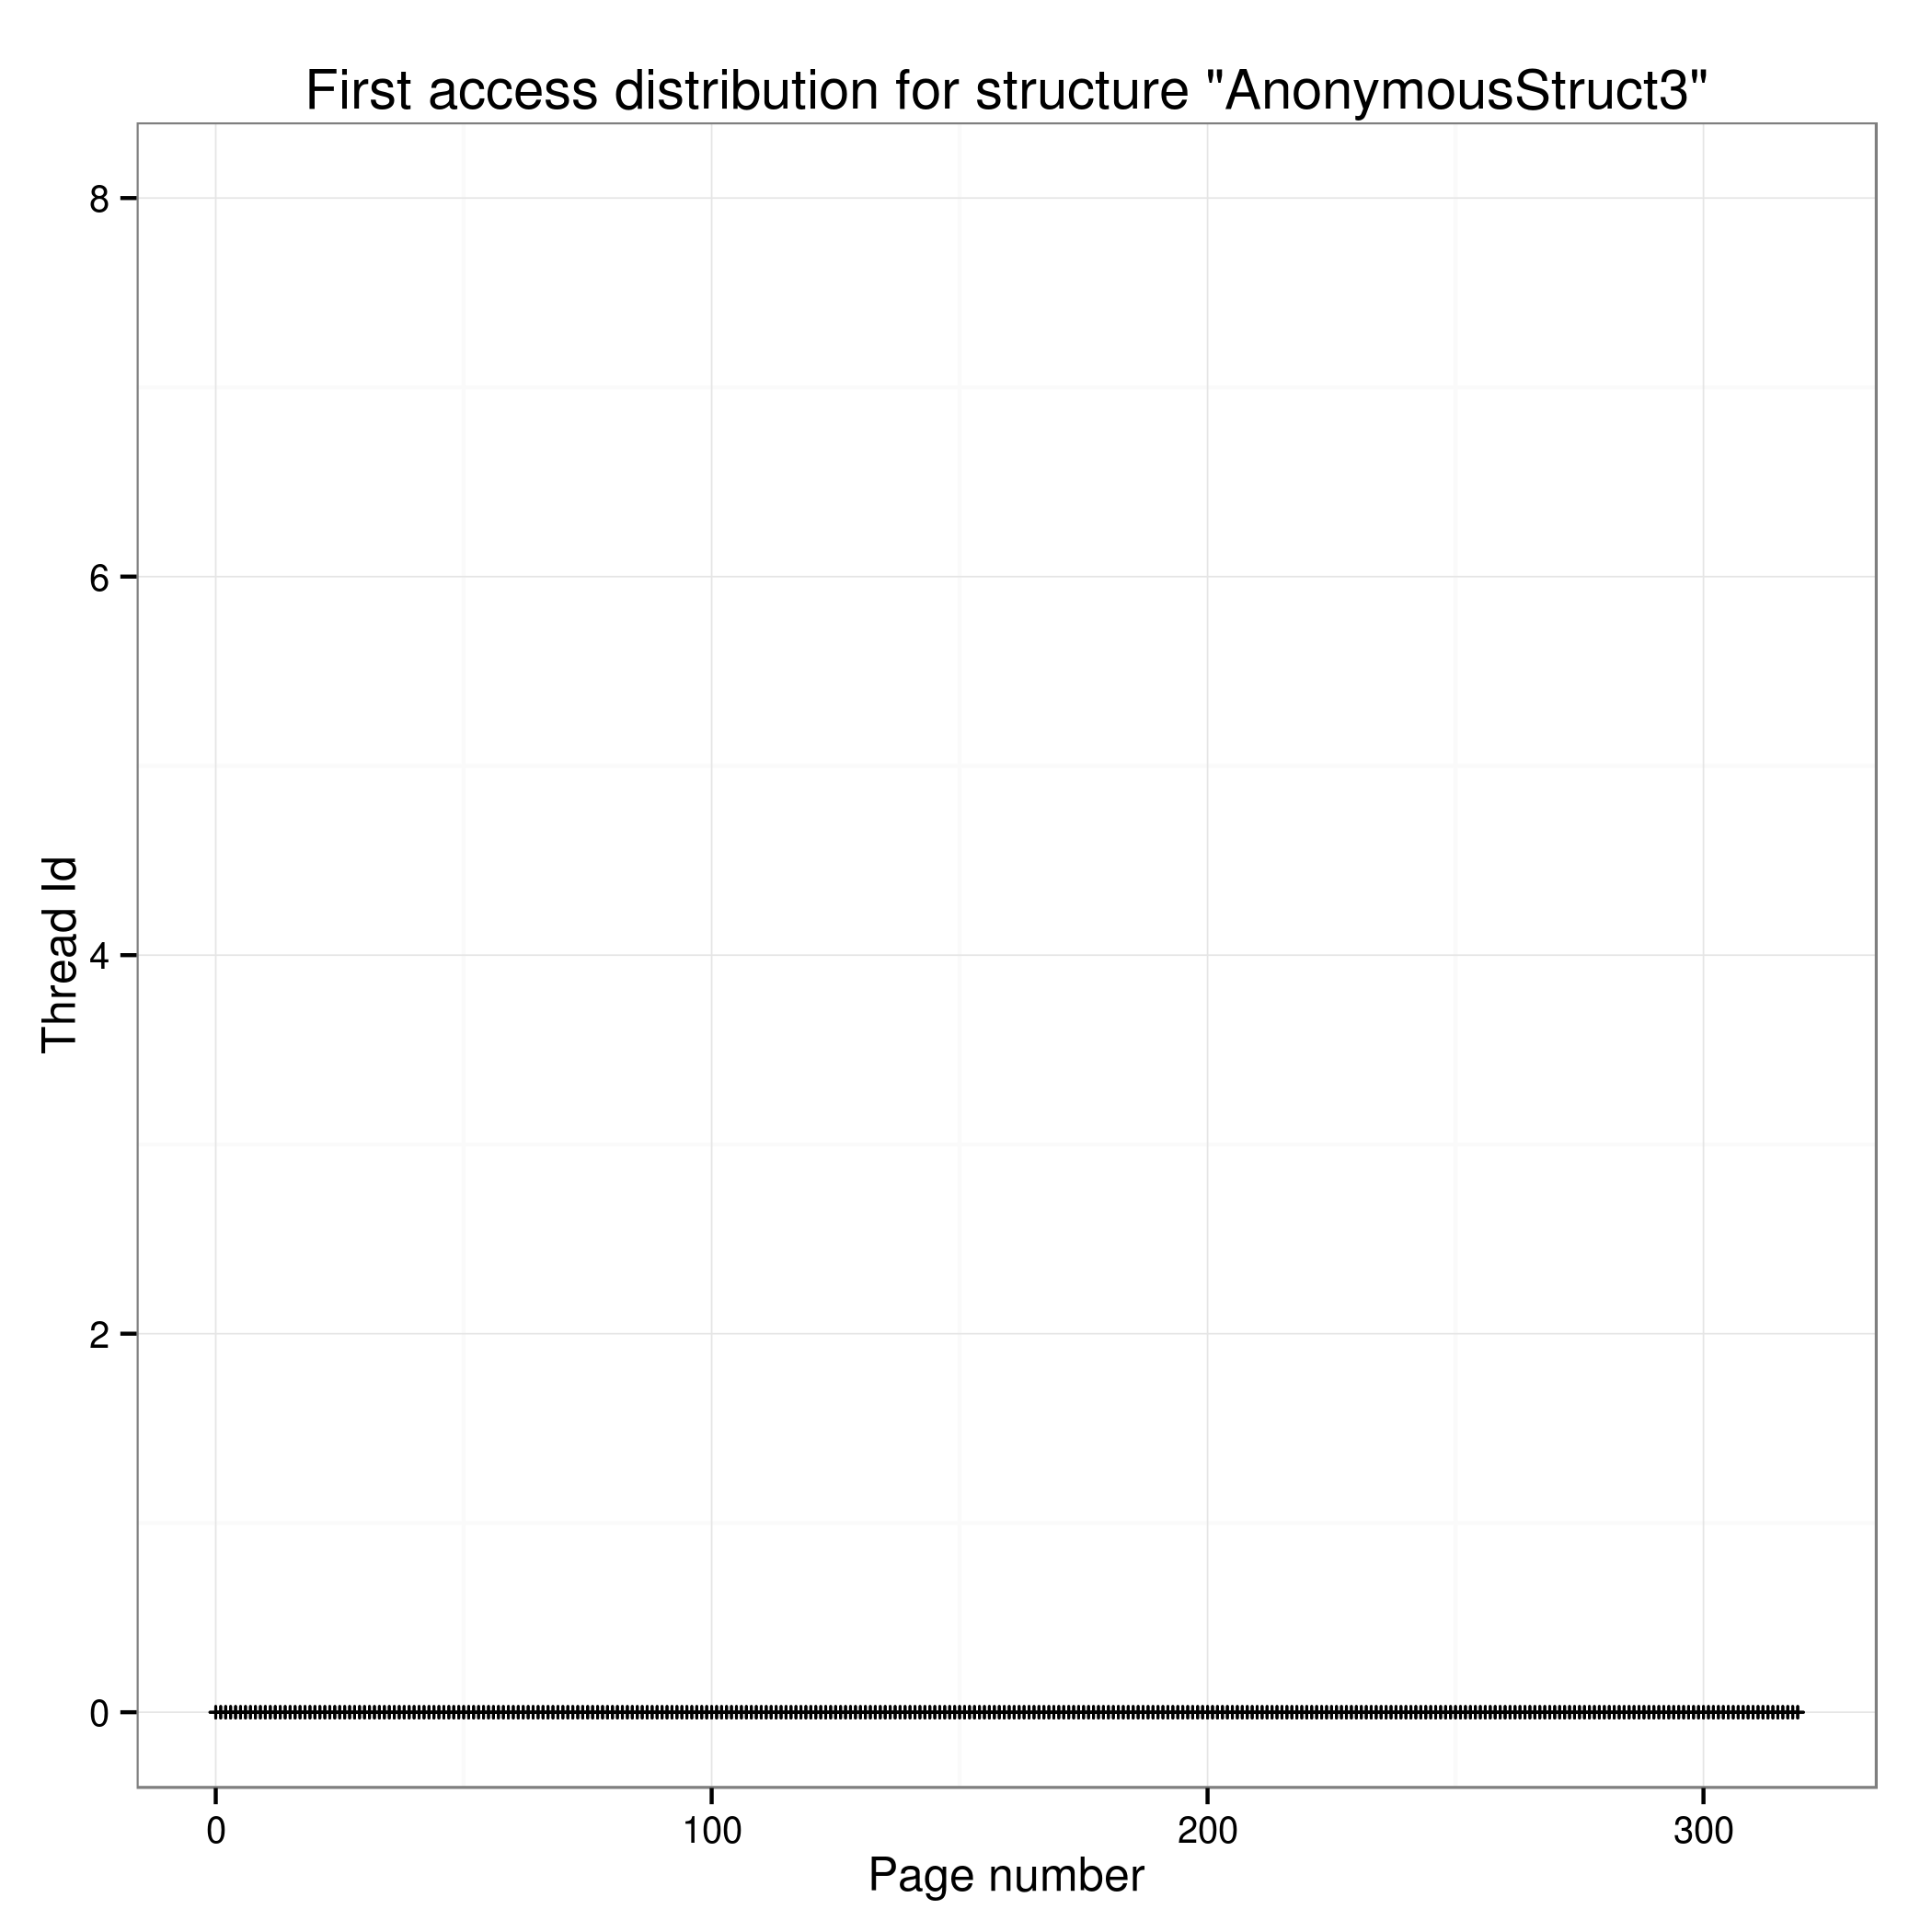 First access distribution for structure "AnonymousStruct3"
8
6
4
2
0
Thread Id
0 100 200 300
Page number